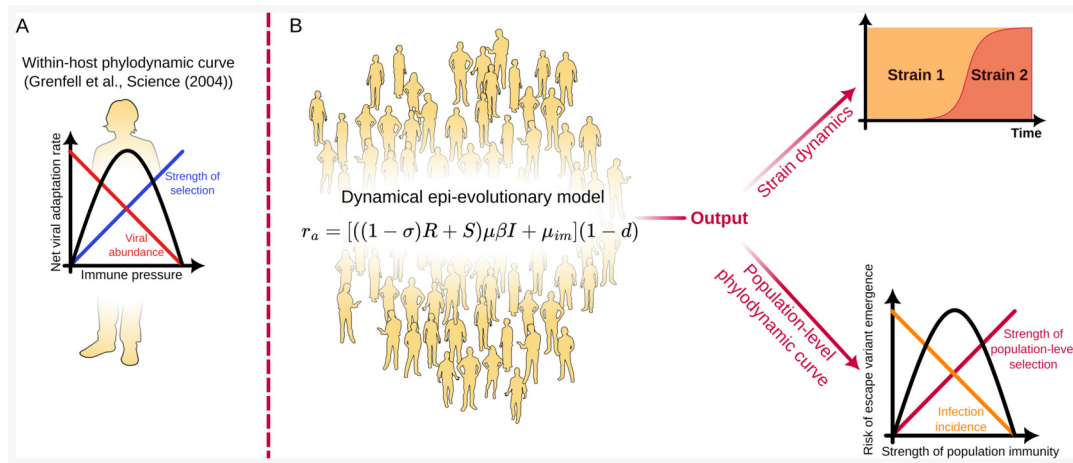 A
Within-host phylodynamic curve
(Grenfell et al., Science (2004))
Net viral adaptation rate
Strength of
selection
Viral
abundance
Immune pressure
B
Dynamical epi-evolutionary model
r_a = [((1 − σ)R + S)μβI + μ_im](1 − d)
Output
Strain dynamics
Population-level
phylodynamic curve
Strain 1
Strain 2
Time
Risk of escape variant emergence
Strength of
population-level
selection
Infection
incidence
Strength of population immunity